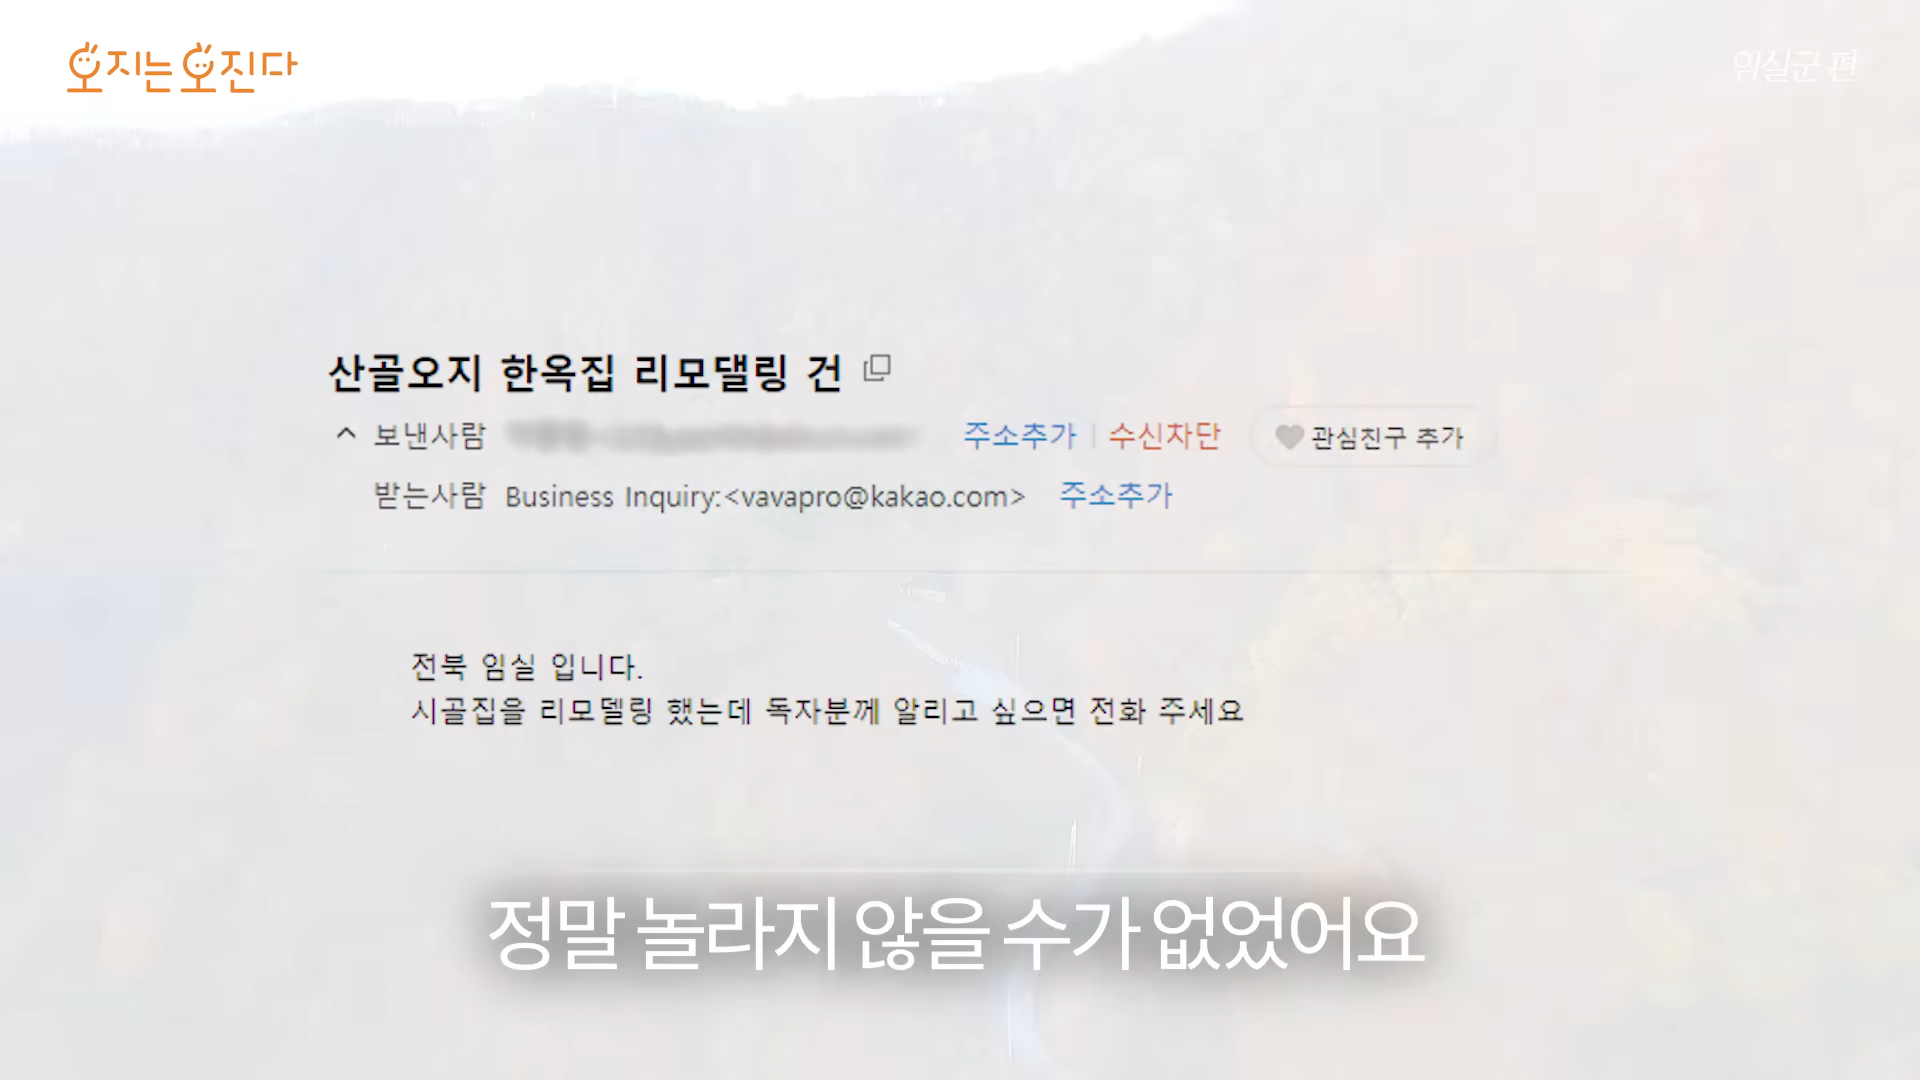 오지는 오진다
임실군 편
산골오지 한옥집 리모댈링 건
보낸사람 주소추가 | 수신차단 관심친구 추가
받는사람 Business Inquiry:<vavapro@kakao.com> 주소추가
전북 임실 입니다.
시골집을 리모델링 했는데 독자분께 알리고 싶으면 전화 주세요
정말 놀라지 않을 수가 없었어요